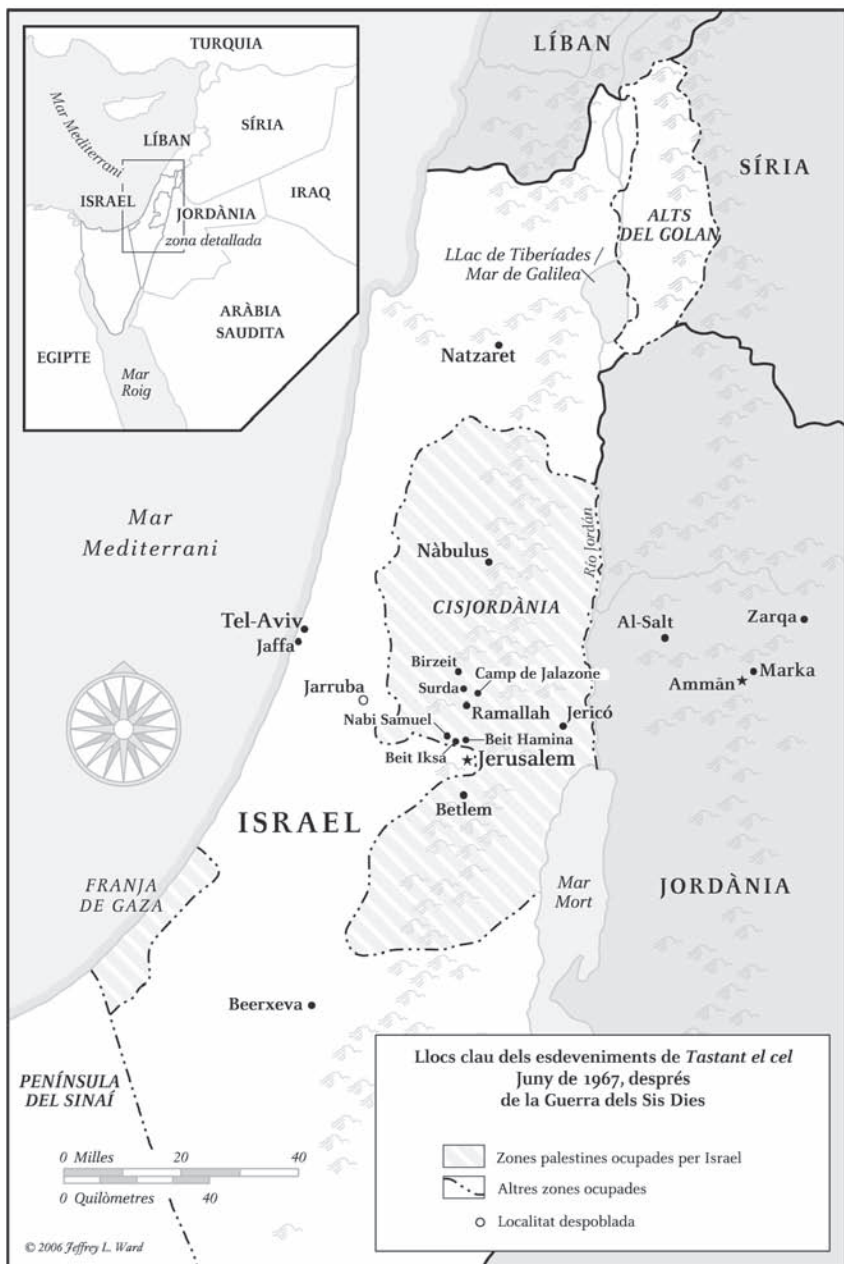 TURQUIA
Mar Mediterrani
LÍBAN
SÍRIA
ISRAEL
JORDÀNIA
IRAQ
zona detallada
ARÀBIA
SAUDITA
EGIPTE
Mar
Roig
LÍBAN
SÍRIA
ALTS
DEL GOLAN
LLac de Tiberíades /
Mar de Galilea
Natzaret
Mar
Mediterrani
Nàbulus
Río Jordán
CISJORDÀNIA
Tel-Aviv
Jaffa
Al-Salt
Zarqa
Birzeit
Camp de Jalazone
Surda
Marka
Ammān
Jarruba
Ramallah
Jericó
Nabi Samuel
Beit Hamina
Beit Iksa
Jerusalem
Betlem
ISRAEL
FRANJA
DE GAZA
Mar
Mort
JORDÀNIA
Beerxeva
PENÍNSULA
DEL SINAÍ
0 Milles 20 40
0 Quilòmetres 40
Llocs clau dels esdeveniments de Tastant el cel
Juny de 1967, després
de la Guerra dels Sis Dies
Zones palestines ocupades per Israel
Altres zones ocupades
Localitat despoblada
© 2006 Jeffrey L. Ward